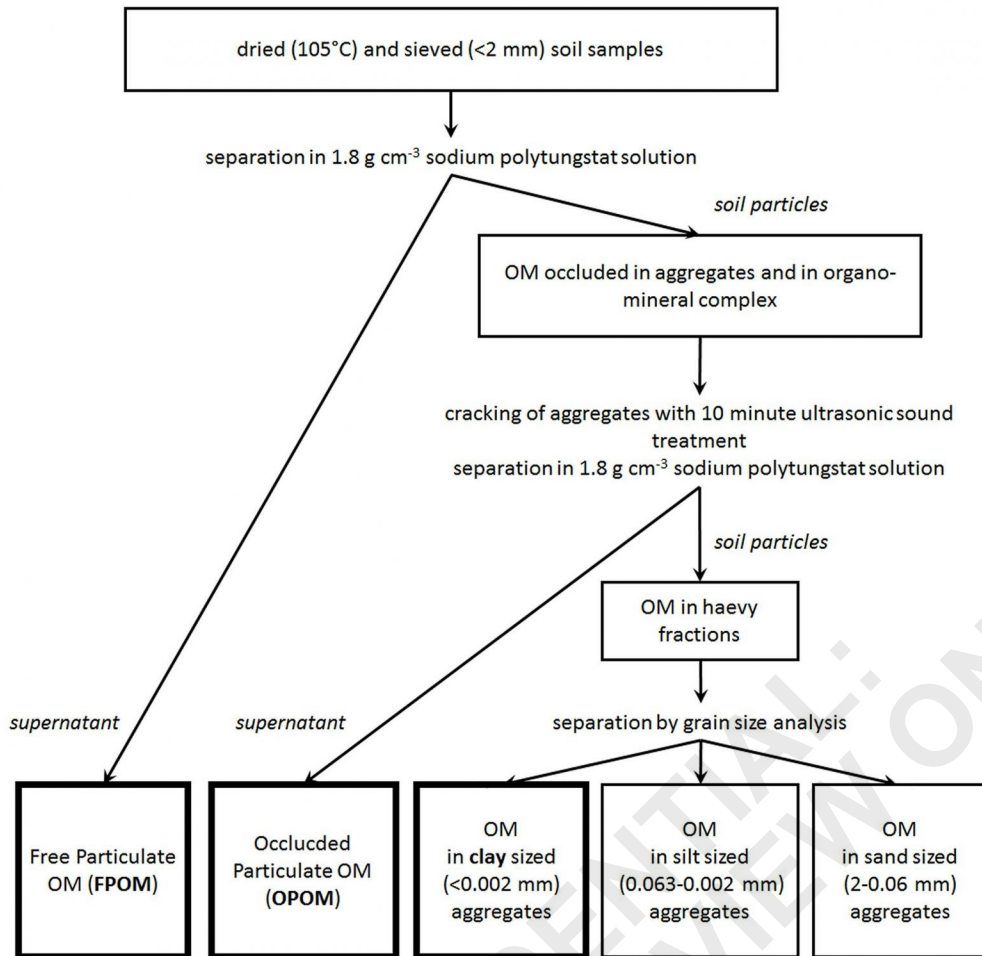 dried (105°C) and sieved (<2 mm) soil samples
separation in 1.8 g cm⁻³ sodium polytungstat solution
soil particles
OM occluded in aggregates and in organo-
mineral complex
cracking of aggregates with 10 minute ultrasonic sound
treatment
separation in 1.8 g cm⁻³ sodium polytungstat solution
soil particles
OM in haevy
fractions
supernatant
supernatant
separation by grain size analysis
Free Particulate
OM (FPOM)
Occlucded
Particulate OM
(OPOM)
OM
in clay sized
(<0.002 mm)
aggregates
OM
in silt sized
(0.063-0.002 mm)
aggregates
OM
in sand sized
(2-0.06 mm)
aggregates